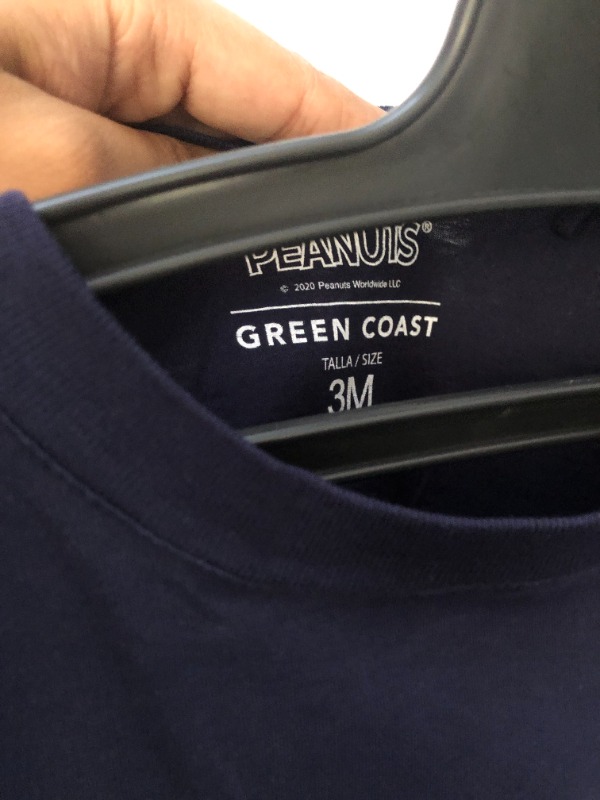 PEANUTS®
© 2020 Peanuts Worldwide LLC
GREEN COAST
TALLA / SIZE
3M